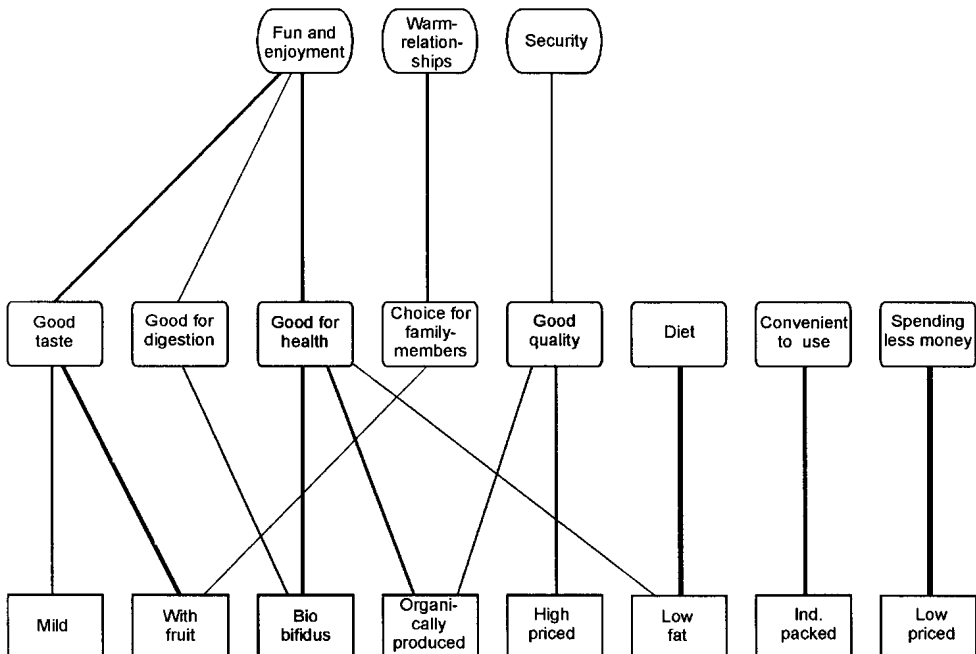 Fun and
enjoyment
Warm-
relation-
ships
Security
Good
taste
Good for
digestion
Good for
health
Choice for
family-
members
Good
quality
Diet
Convenient
to use
Spending
less money
Mild
With
fruit
Bio
bifidus
Organi-
cally
produced
High
priced
Low
fat
Ind.
packed
Low
priced